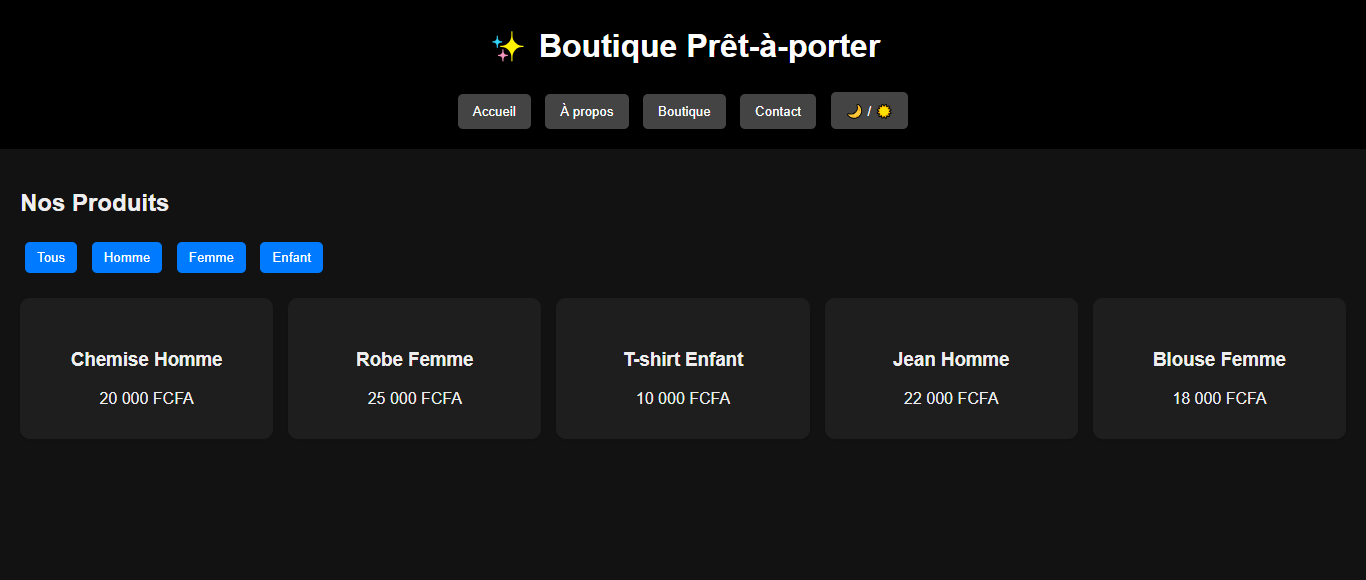 ✨ Boutique Prêt-à-porter
Accueil À propos Boutique Contact 🌙 / ☀
Nos Produits
Tous Homme Femme Enfant
Chemise Homme Robe Femme T-shirt Enfant Jean Homme Blouse Femme
20 000 FCFA 25 000 FCFA 10 000 FCFA 22 000 FCFA 18 000 FCFA